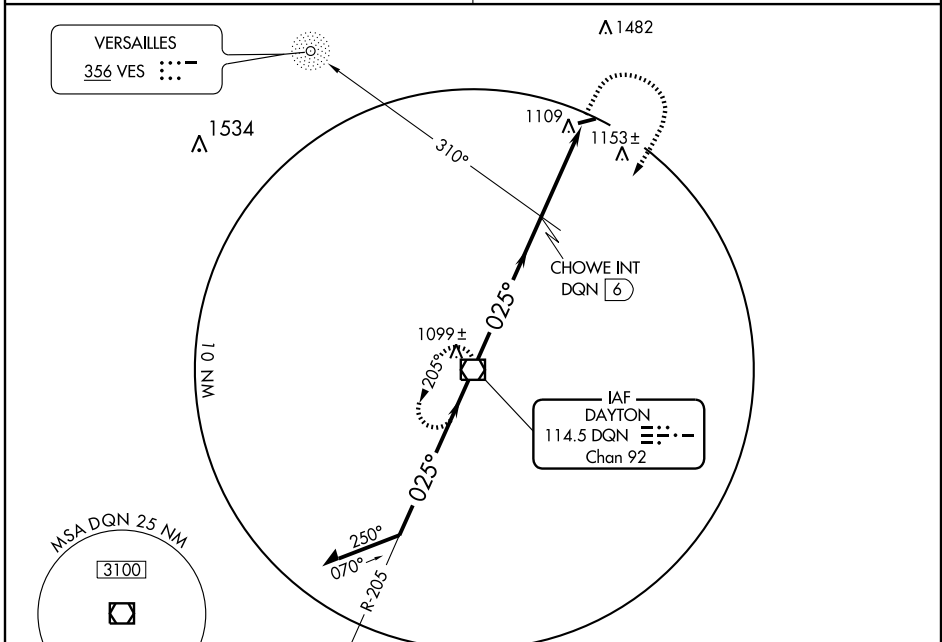 VERSAILLES
356 VES
1482
1534
1109
1153±
310°
CHOWE INT
DQN 6
025°
1099±
205°
10 NM
IAF
DAYTON
114.5 DQN
Chan 92
025°
250°
070°
R-205
MSA DQN 25 NM
3100